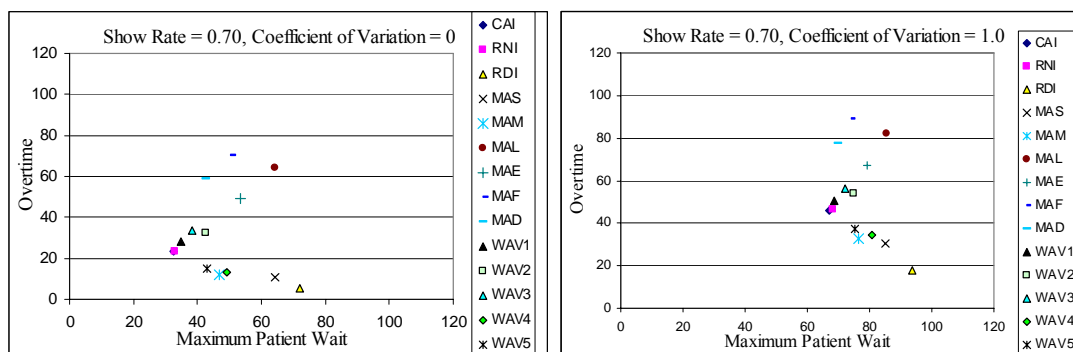 Show Rate = 0.70, Coefficient of Variation = 0
120
100
80
60
40
20
0
0 20 40 60 80 100 120
Overtime
Maximum Patient Wait
CAI
RNI
RDI
MAS
MAM
MAL
MAE
MAF
MAD
WAV1
WAV2
WAV3
WAV4
WAV5
Show Rate = 0.70, Coefficient of Variation = 1.0
120
100
80
60
40
20
0
0 20 40 60 80 100 120
Overtime
Maximum Patient Wait
CAI
RNI
RDI
MAS
MAM
MAL
MAE
MAF
MAD
WAV1
WAV2
WAV3
WAV4
WAV5